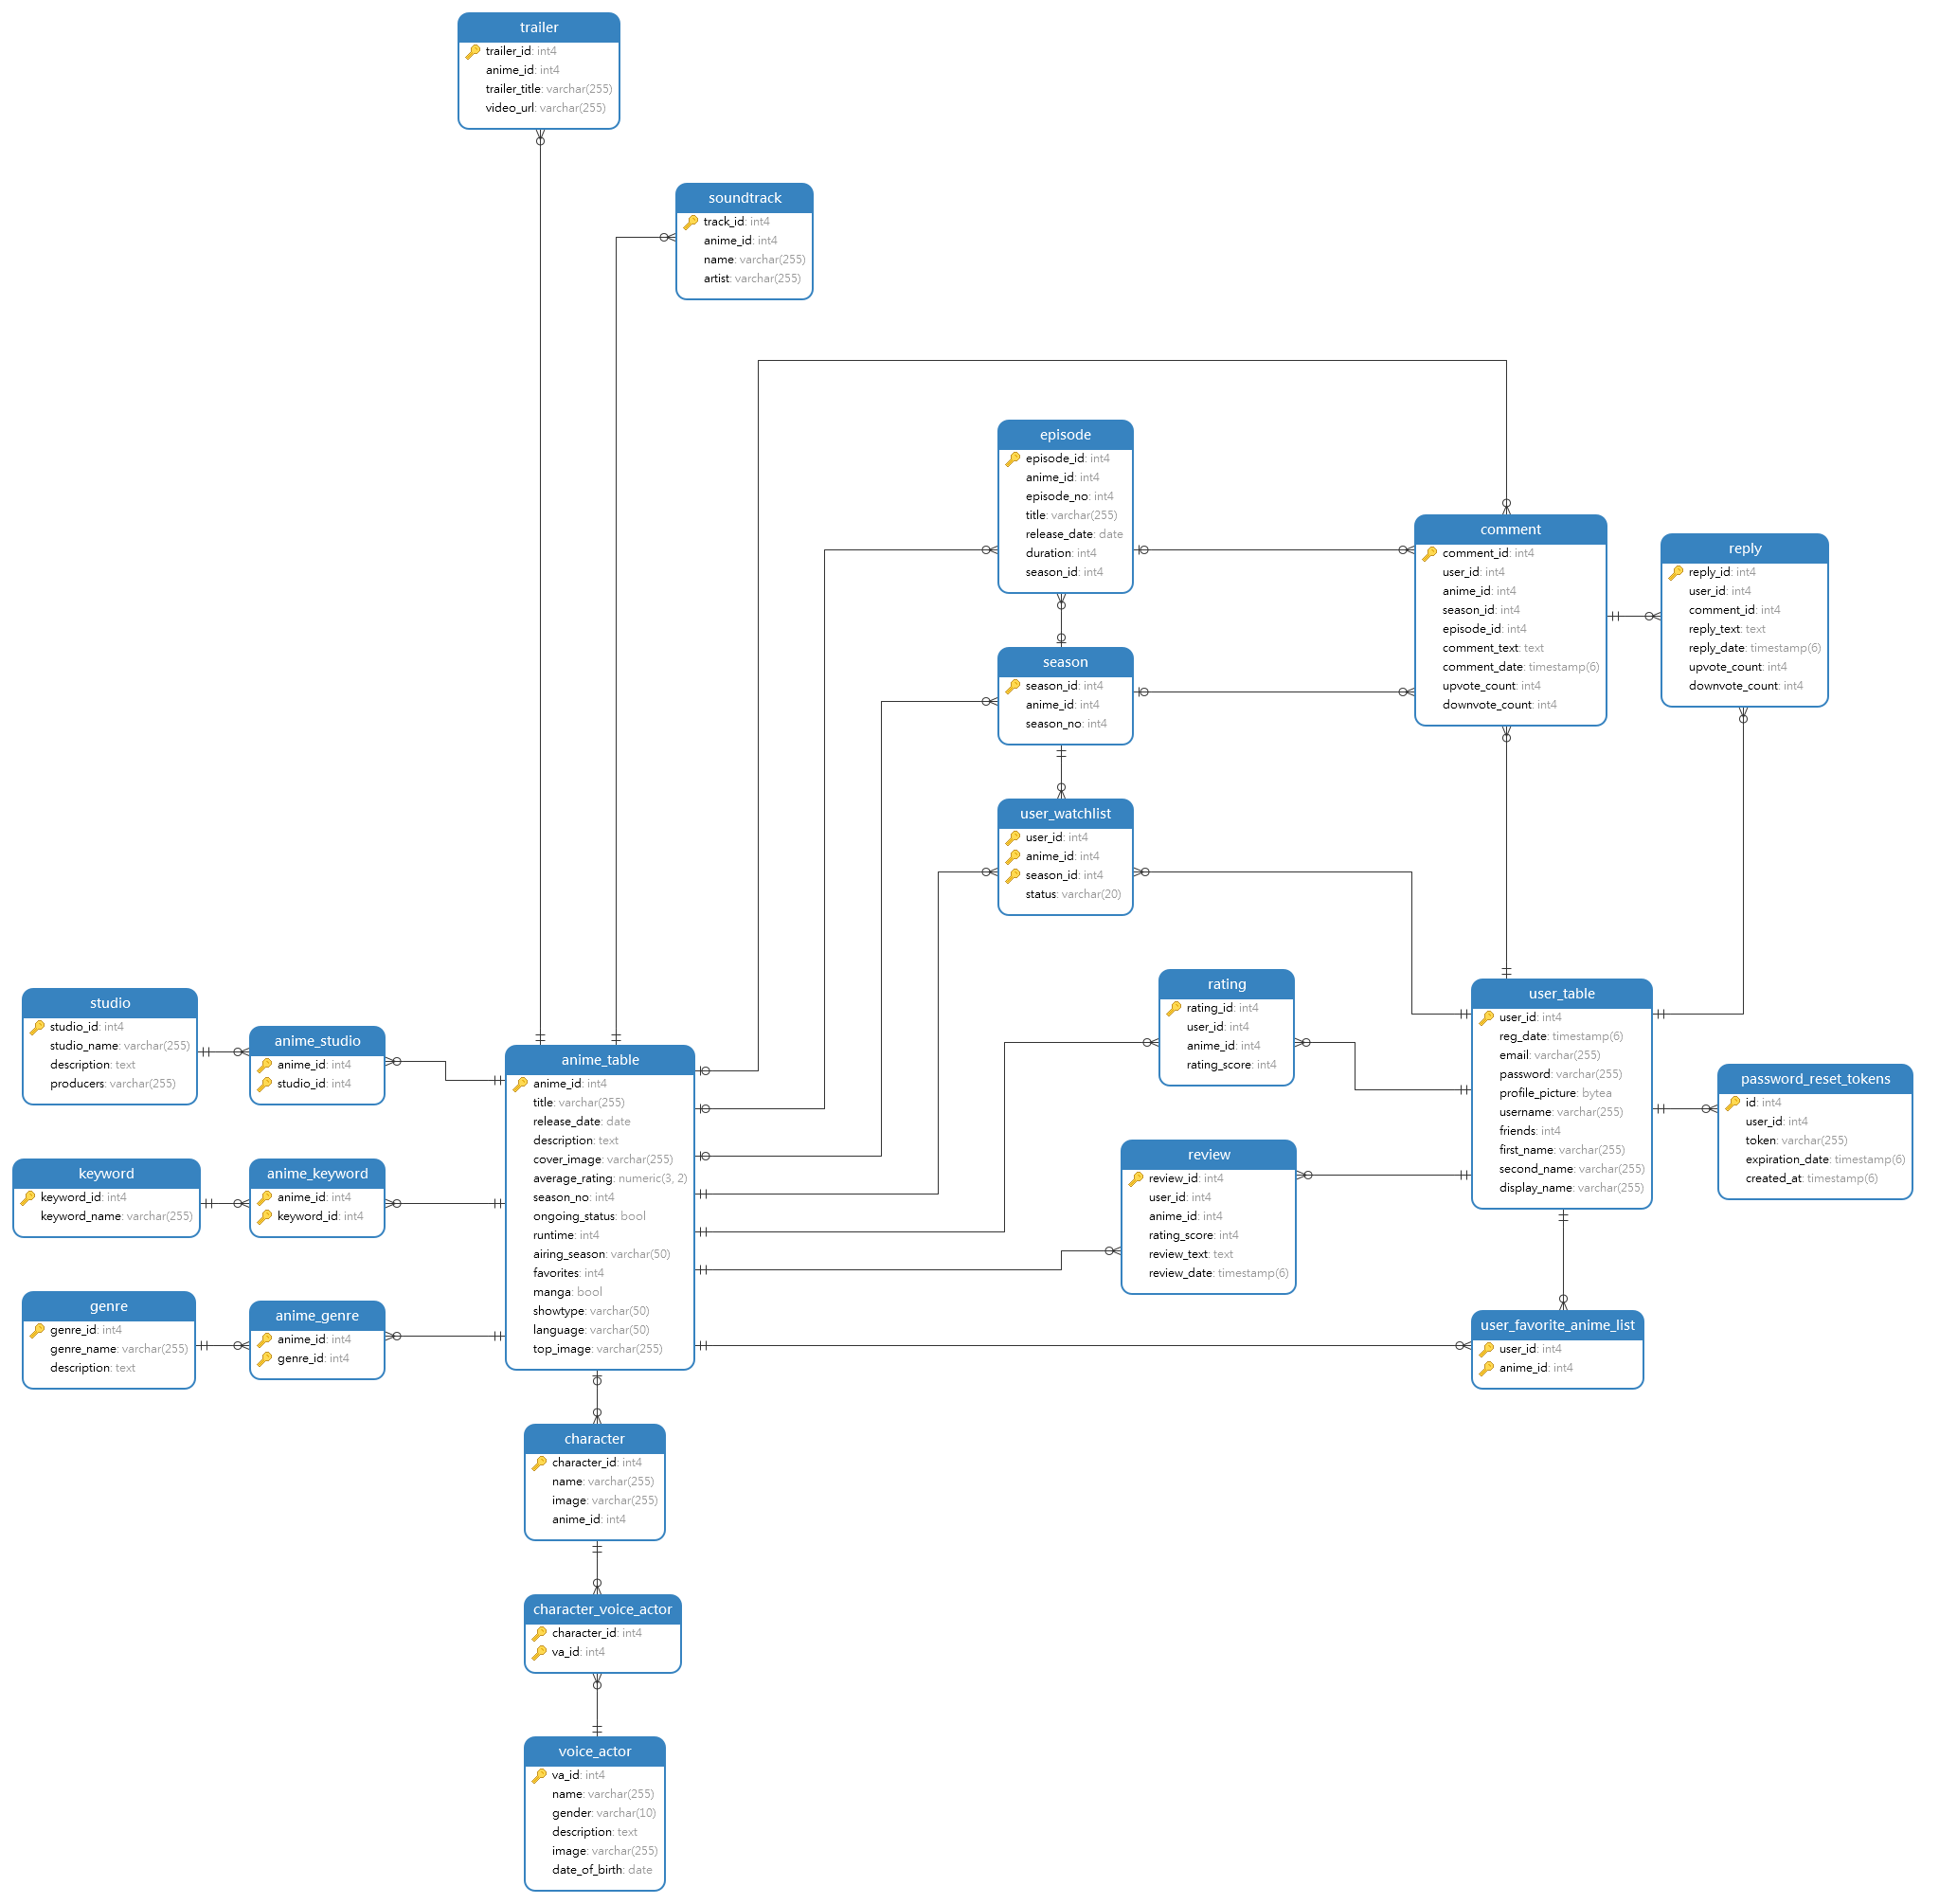 trailer
trailer_id: int4
anime_id: int4
trailer_title: varchar(255)
video_url: varchar(255)
soundtrack
track_id: int4
anime_id: int4
name: varchar(255)
artist: varchar(255)
episode
episode_id: int4
anime_id: int4
episode_no: int4
title: varchar(255)
release_date: date
duration: int4
season_id: int4
comment
comment_id: int4
user_id: int4
anime_id: int4
season_id: int4
episode_id: int4
comment_text: text
comment_date: timestamp(6)
upvote_count: int4
downvote_count: int4
reply
reply_id: int4
user_id: int4
comment_id: int4
reply_text: text
reply_date: timestamp(6)
upvote_count: int4
downvote_count: int4
season
season_id: int4
anime_id: int4
season_no: int4
user_watchlist
user_id: int4
anime_id: int4
season_id: int4
status: varchar(20)
rating
rating_id: int4
user_id: int4
anime_id: int4
rating_score: int4
user_table
user_id: int4
reg_date: timestamp(6)
email: varchar(255)
password: varchar(255)
profile_picture: bytea
username: varchar(255)
friends: int4
first_name: varchar(255)
second_name: varchar(255)
display_name: varchar(255)
studio
studio_id: int4
studio_name: varchar(255)
description: text
producers: varchar(255)
anime_studio
anime_id: int4
studio_id: int4
anime_table
anime_id: int4
title: varchar(255)
release_date: date
description: text
cover_image: varchar(255)
average_rating: numeric(3, 2)
season_no: int4
ongoing_status: bool
runtime: int4
airing_season: varchar(50)
favorites: int4
manga: bool
showtype: varchar(50)
language: varchar(50)
top_image: varchar(255)
password_reset_tokens
id: int4
user_id: int4
token: varchar(255)
expiration_date: timestamp(6)
created_at: timestamp(6)
review
review_id: int4
user_id: int4
anime_id: int4
rating_score: int4
review_text: text
review_date: timestamp(6)
keyword
keyword_id: int4
keyword_name: varchar(255)
anime_keyword
anime_id: int4
keyword_id: int4
genre
genre_id: int4
genre_name: varchar(255)
description: text
anime_genre
anime_id: int4
genre_id: int4
user_favorite_anime_list
user_id: int4
anime_id: int4
character
character_id: int4
name: varchar(255)
image: varchar(255)
anime_id: int4
character_voice_actor
character_id: int4
va_id: int4
voice_actor
va_id: int4
name: varchar(255)
gender: varchar(10)
description: text
image: varchar(255)
date_of_birth: date